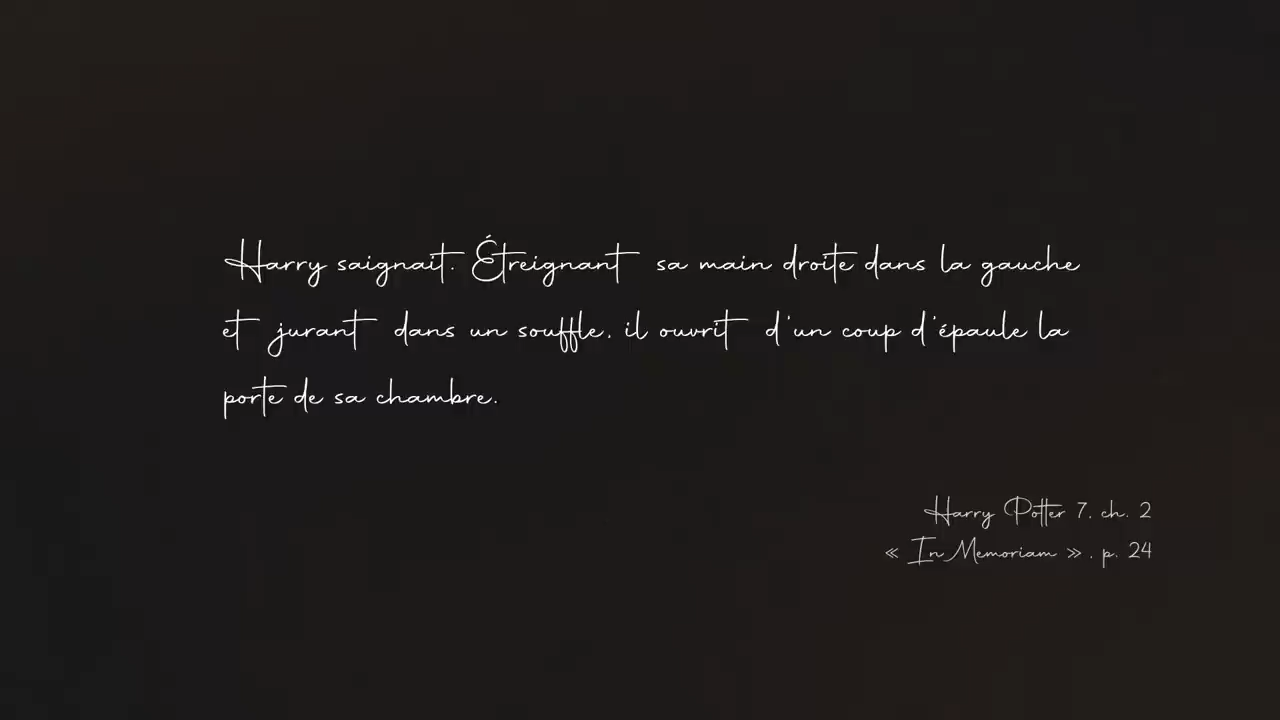 Harry saignait. Étreignant sa main droite dans la gauche
et jurant dans un souffle, il ouvrit d'un coup d'épaule la
porte de sa chambre.
Harry Potter 7, ch. 2
« In Memoriam », p. 24